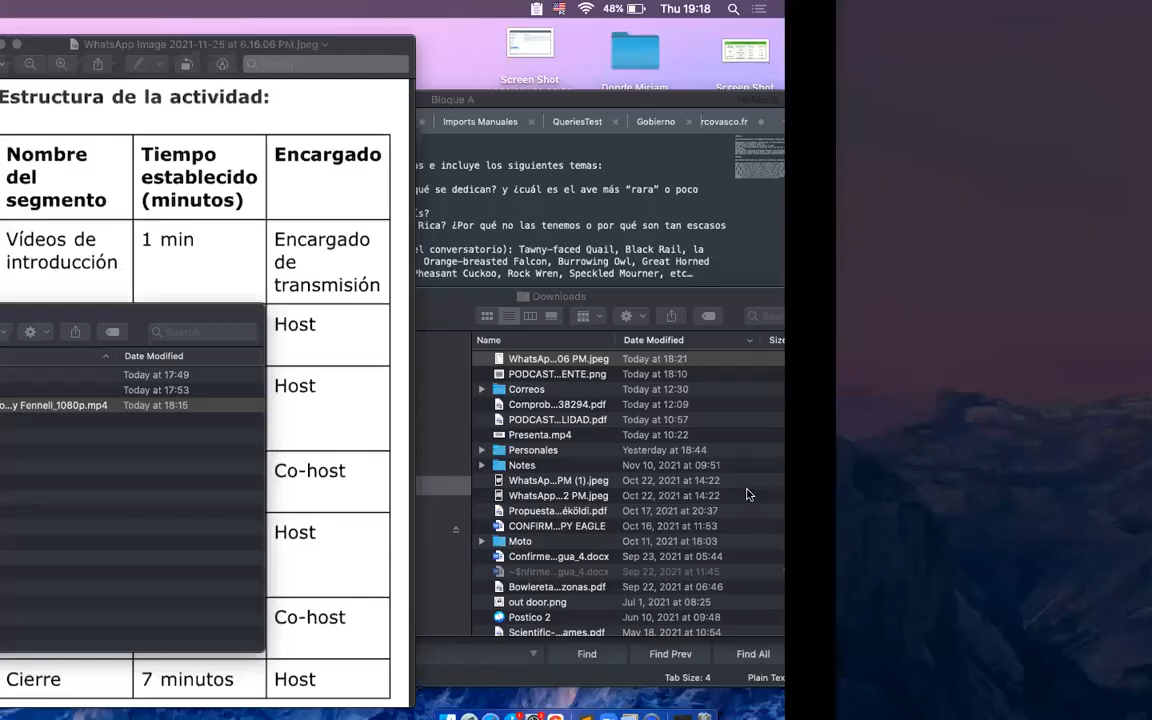 48% Thu 19:18
WhatsApp Image 2021-11-25 at 6.16.06 PM.jpeg
Search
Estructura de la actividad:
Nombre del segmento
Tiempo establecido (minutos)
Encargado
Vídeos de introducción
1 min
Encargado de transmisión
Host
Host
Co-host
Host
Co-host
Cierre
7 minutos
Host
Search
Date Modified
Today at 17:49
Today at 17:53
o...y Fennell_1080p.mp4 Today at 18:15
Screen Shot
Donde Miriam
Screen Shot
Bloque A
Imports Manuales
QueriesTest
Gobierno
rcovasco.fr
s e incluye los siguientes temas:
qué se dedican? y ¿cuál es el ave más “rara” o poco
ís?
Rica? ¿Por qué no las tenemos o por qué son tan escasos
el conversatorio): Tawny-faced Quail, Black Rail, la
Orange-breasted Falcon, Burrowing Owl, Great Horned
Pheasant Cuckoo, Rock Wren, Speckled Mourner, etc…
Downloads
Sea
Name Date Modified Size
WhatsAp...06 PM.jpeg Today at 18:21
PODCAST...ENTE.png Today at 18:10
Correos Today at 12:30
Comprob...38294.pdf Today at 12:09
PODCAST...LIDAD.pdf Today at 10:57
Presenta.mp4 Today at 10:22
Personales Yesterday at 18:44
Notes Nov 10, 2021 at 09:51
WhatsAp...PM (1).jpeg Oct 22, 2021 at 14:22
WhatsApp...2 PM.jpeg Oct 22, 2021 at 14:22
Propuesta...éköldi.pdf Oct 17, 2021 at 20:37
CONFIRM...PY EAGLE Oct 16, 2021 at 11:53
Moto Oct 11, 2021 at 18:03
Confirme...gua_4.docx Sep 23, 2021 at 05:44
~$nfirme...gua_4.docx Sep 22, 2021 at 11:45
Bowlereta...zonas.pdf Sep 22, 2021 at 06:46
out door.png Jul 1, 2021 at 08:25
Postico 2 Jun 10, 2021 at 09:48
Scientific-...ames.pdf May 18, 2021 at 10:54
Find Find Prev Find All
Tab Size: 4 Plain Tex